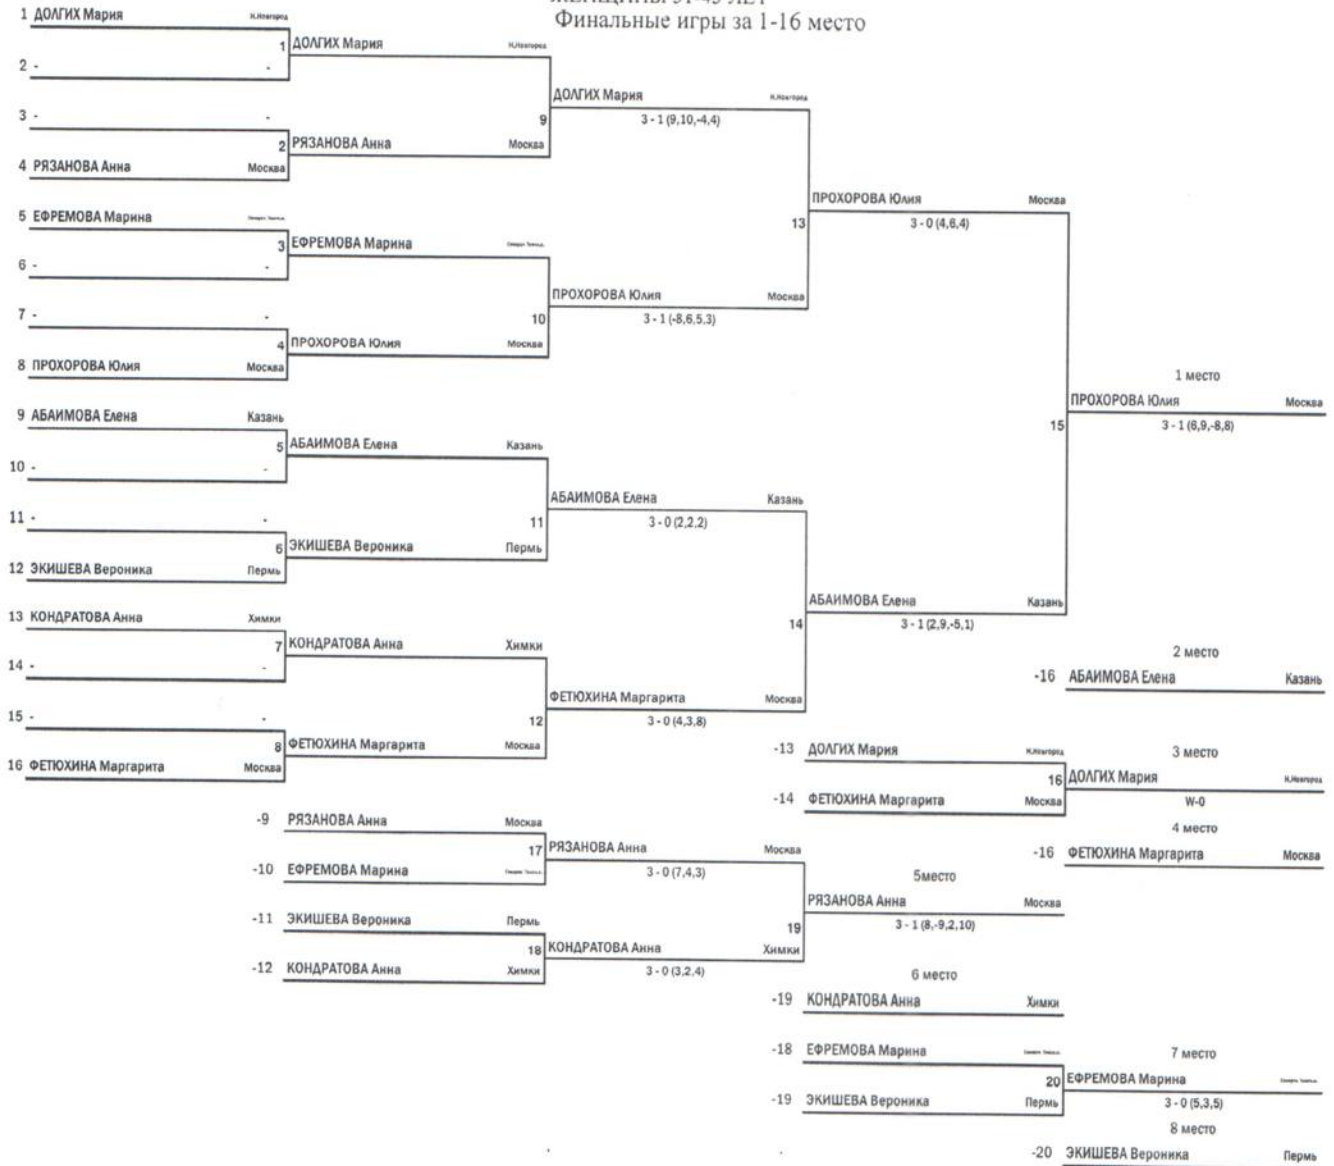 Финальные игры за 1-16 место
1 ДОЛГИХ Мария Н.Новгород
1 ДОЛГИХ Мария Н.Новгород
2 - -
ДОЛГИХ Мария Н.Новгород
3 - -
9 3 - 1 (9,10,-4,4)
2 РЯЗАНОВА Анна Москва
4 РЯЗАНОВА Анна Москва
ПРОХОРОВА Юлия Москва
5 ЕФРЕМОВА Марина
13 3 - 0 (4,6,4)
3 ЕФРЕМОВА Марина
6 - -
ПРОХОРОВА Юлия Москва
7 - -
10 3 - 1 (-8,6,5,3)
4 ПРОХОРОВА Юлия Москва
8 ПРОХОРОВА Юлия Москва
1 место
ПРОХОРОВА Юлия Москва
9 АБАИМОВА Елена Казань
15 3 - 1 (6,9,-8,8)
5 АБАИМОВА Елена Казань
10 - -
АБАИМОВА Елена Казань
11 - -
11 3 - 0 (2,2,2)
6 ЭКИШЕВА Вероника Пермь
12 ЭКИШЕВА Вероника Пермь
АБАИМОВА Елена Казань
13 КОНДРАТОВА Анна Химки
14 3 - 1 (2,9,-5,1)
7 КОНДРАТОВА Анна Химки
2 место
14 - -
-16 АБАИМОВА Елена Казань
ФЕТЮХИНА Маргарита Москва
15 - -
12 3 - 0 (4,3,8)
8 ФЕТЮХИНА Маргарита Москва
-13 ДОЛГИХ Мария Н.Новгород
3 место
16 ФЕТЮХИНА Маргарита Москва
16 ДОЛГИХ Мария Н.Новгород
-14 ФЕТЮХИНА Маргарита Москва
W-0
-9 РЯЗАНОВА Анна Москва
4 место
17 РЯЗАНОВА Анна Москва
-16 ФЕТЮХИНА Маргарита Москва
-10 ЕФРЕМОВА Марина
3 - 0 (7,4,3)
5место
РЯЗАНОВА Анна Москва
-11 ЭКИШЕВА Вероника Пермь
19 3 - 1 (8,-9,2,10)
18 КОНДРАТОВА Анна Химки
-12 КОНДРАТОВА Анна Химки
3 - 0 (3,2,4)
6 место
-19 КОНДРАТОВА Анна Химки
-18 ЕФРЕМОВА Марина
7 место
20 ЕФРЕМОВА Марина
-19 ЭКИШЕВА Вероника Пермь
3 - 0 (5,3,5)
8 место
-20 ЭКИШЕВА Вероника Пермь